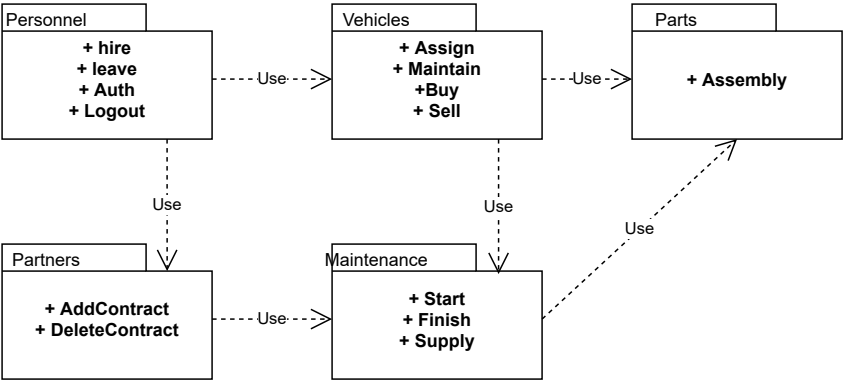 Personnel
+ hire
+ leave
+ Auth
+ Logout
Use
Vehicles
+ Assign
+ Maintain
+Buy
+ Sell
Use
Parts
+ Assembly
Use
Use
Use
Partners
+ AddContract
+ DeleteContract
Use
Maintenance
+ Start
+ Finish
+ Supply